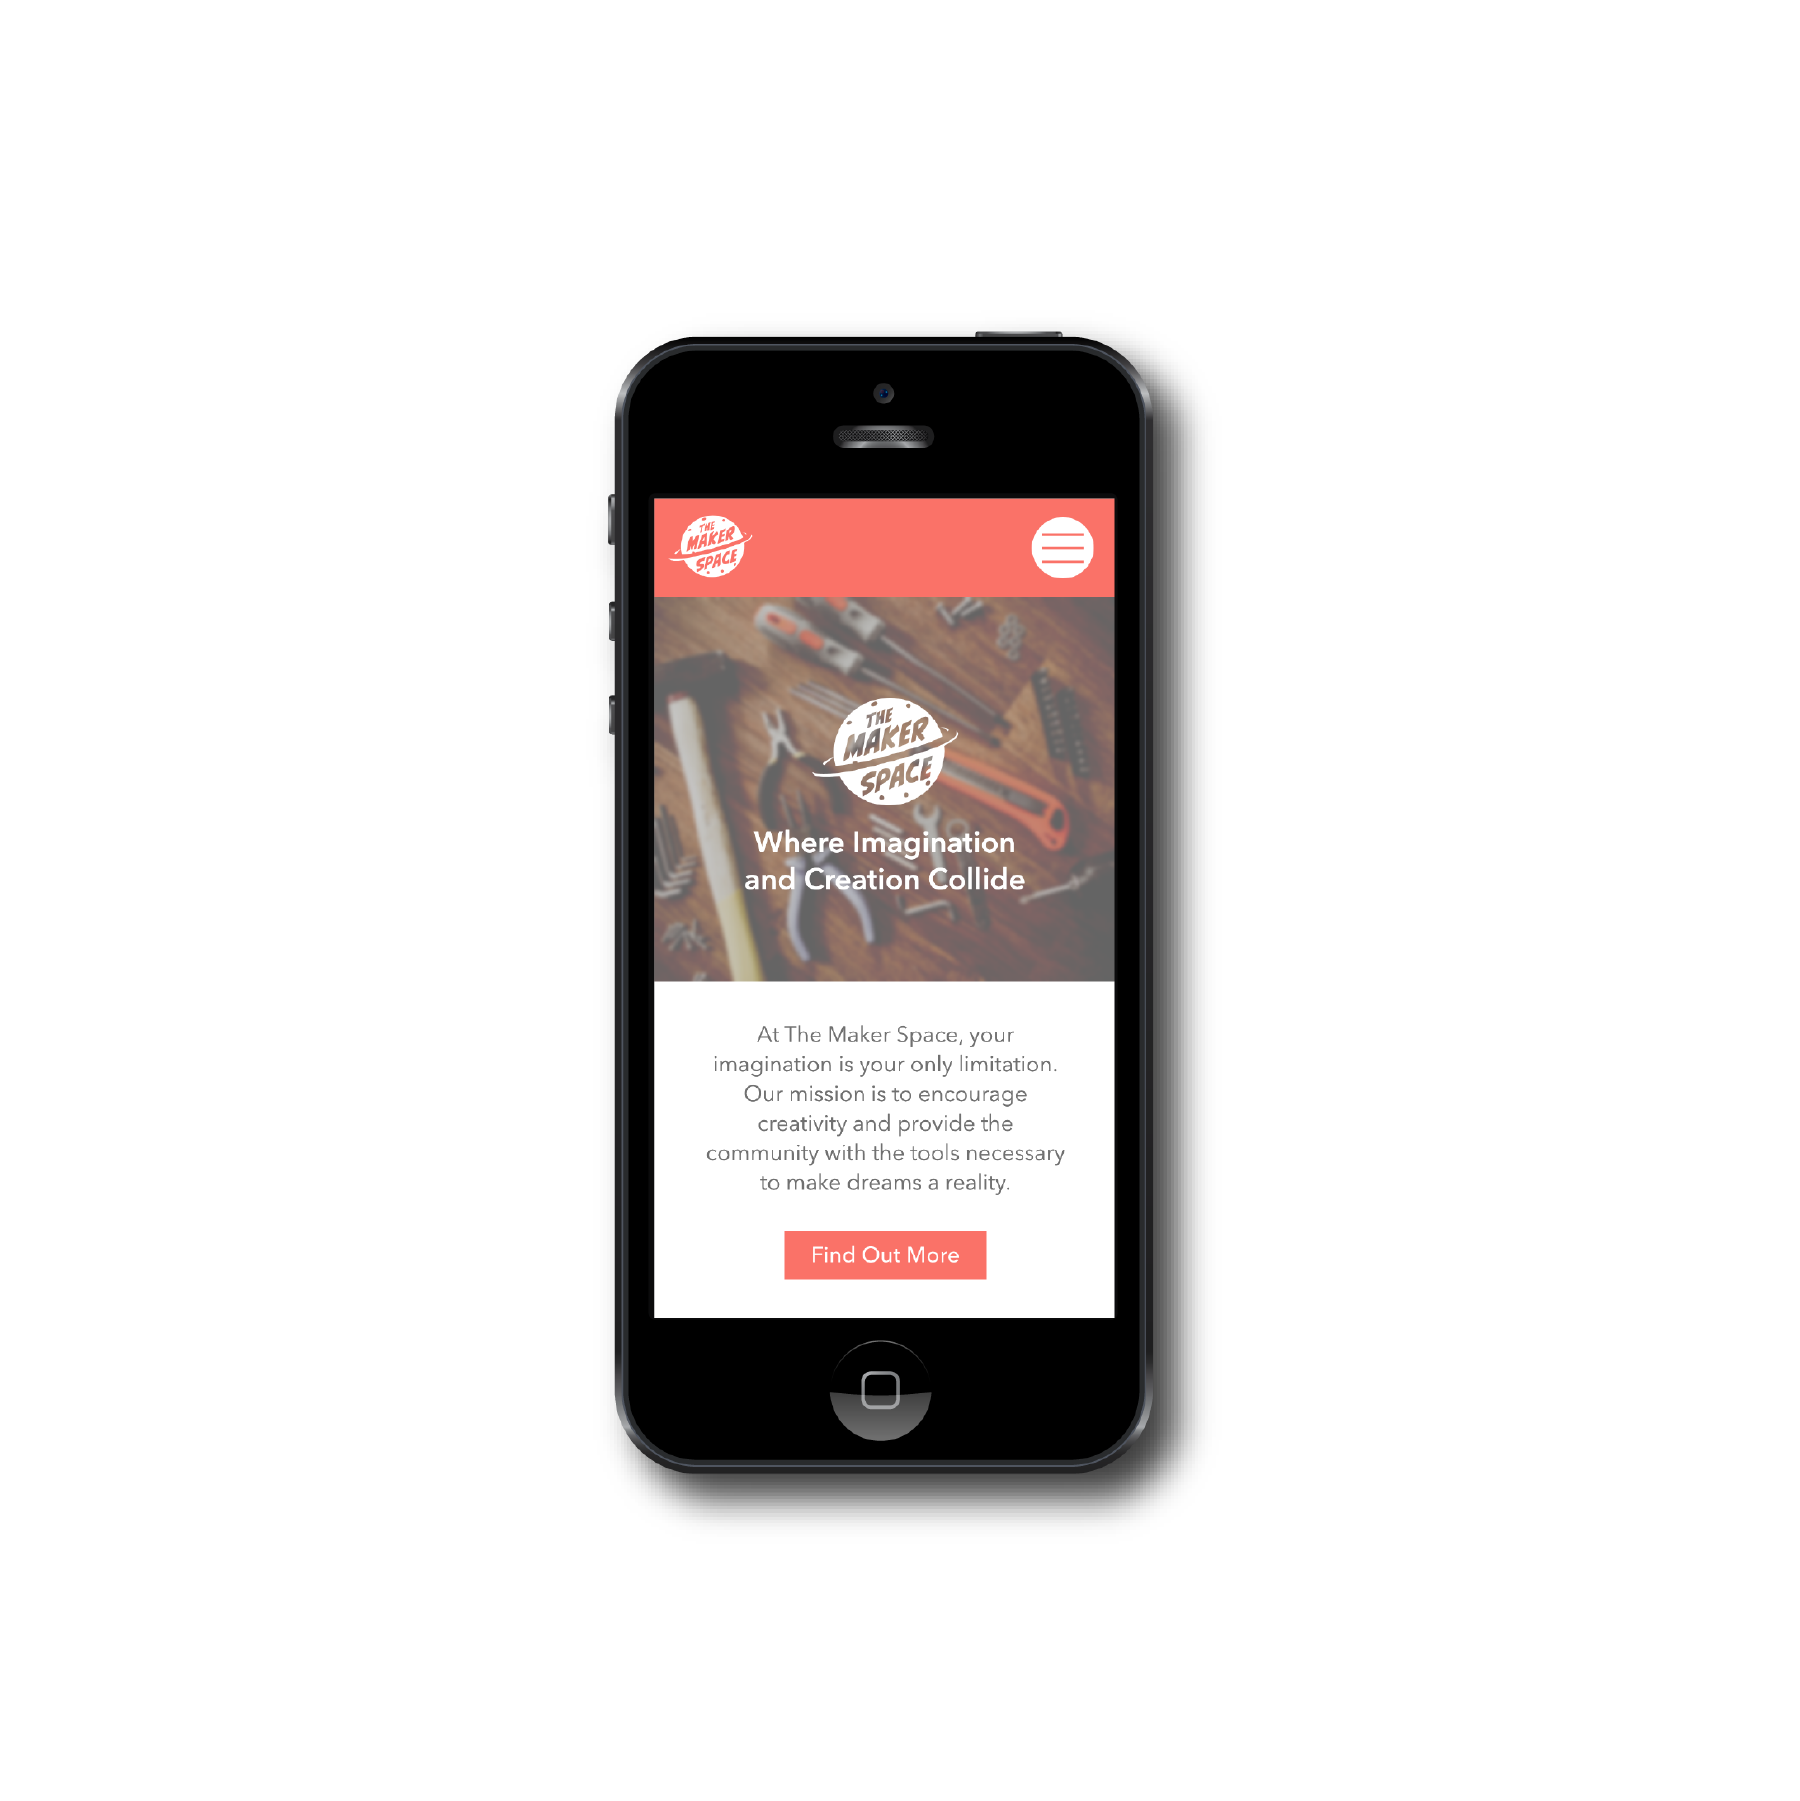 THE
MAKER
SPACE
THE
MAKER
SPACE
Where Imagination
and Creation Collide
At The Maker Space, your
imagination is your only limitation.
Our mission is to encourage
creativity and provide the
community with the tools necessary
to make dreams a reality.
Find Out More